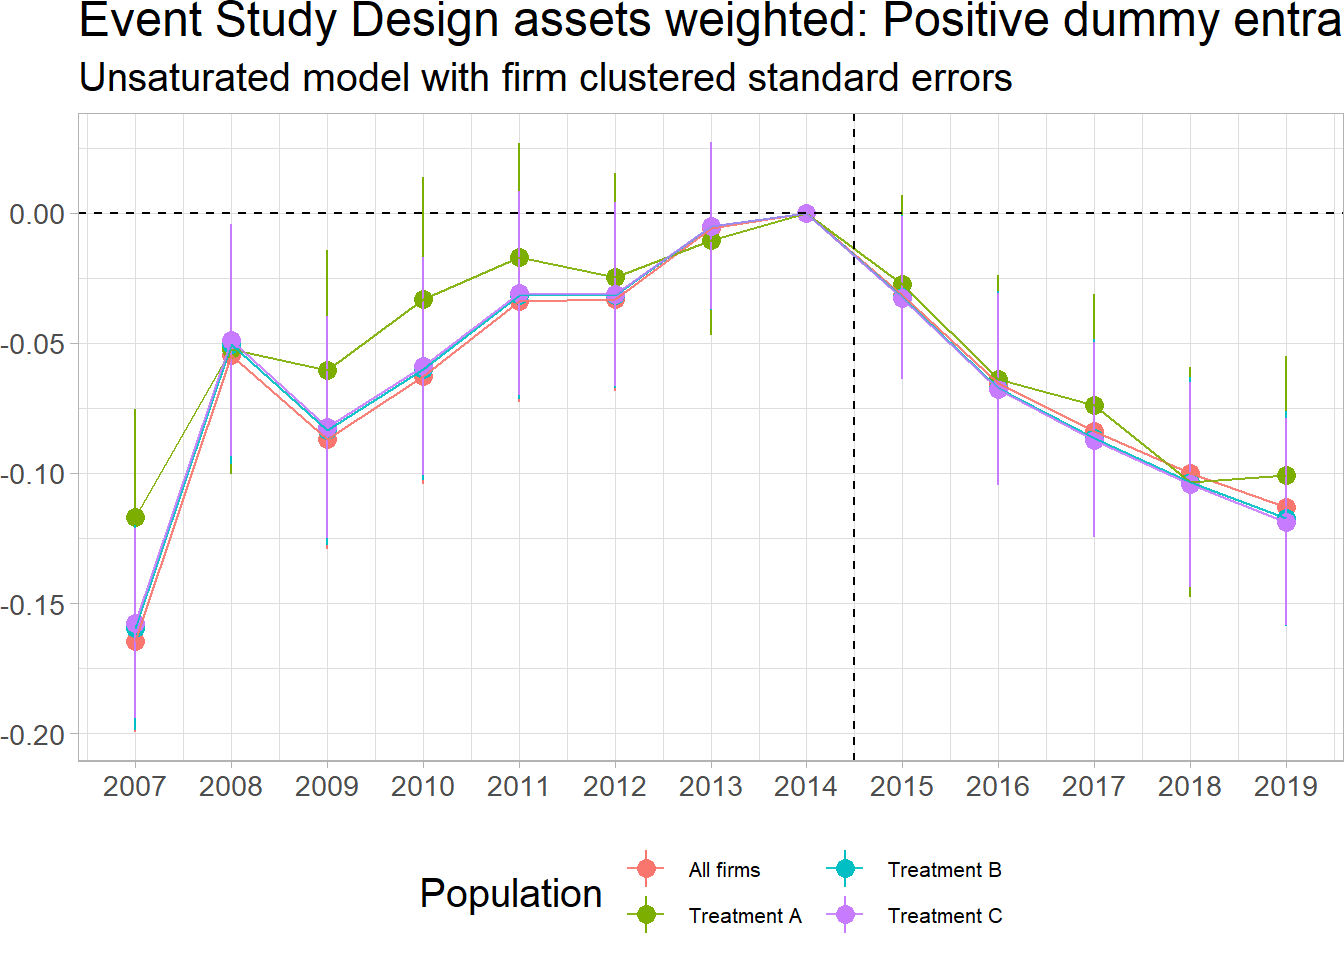 Event Study Design assets weighted: Positive dummy entra
Unsaturated model with firm clustered standard errors
0.00
-0.05
-0.10
-0.15
-0.20
2007 2008 2009 2010 2011 2012 2013 2014 2015 2016 2017 2018 2019
Population
All firms
Treatment A
Treatment B
Treatment C